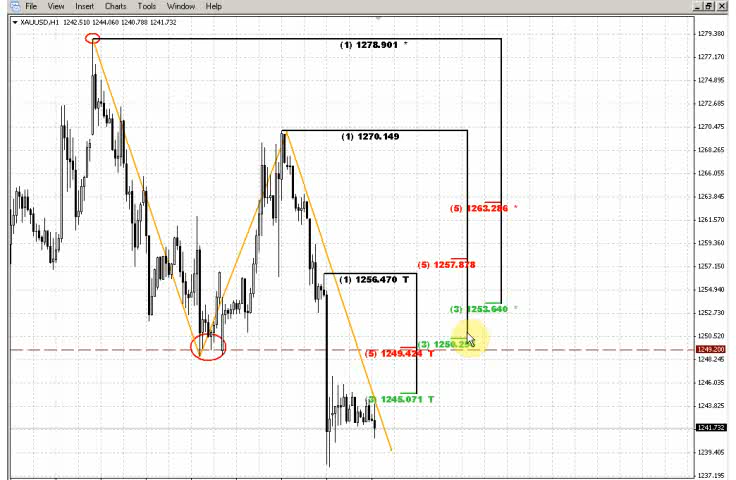 File View Insert Charts Tools Window Help
XAUUSD,H1 1242.510 1244.060 1240.788 1241.732
(1) 1278.901 *
(1) 1270.149
(5) 1263.286 *
(5) 1257.878
(1) 1256.470 T
(3) 1253.640 *
(5) 1249.424 T
(3) 1245.071 T
1279.380
1277.170
1274.895
1272.685
1270.475
1268.265
1266.055
1263.845
1261.570
1259.360
1257.150
1254.940
1252.730
1250.520
1249.200
1248.245
1246.035
1243.825
1241.732
1239.405
1237.195